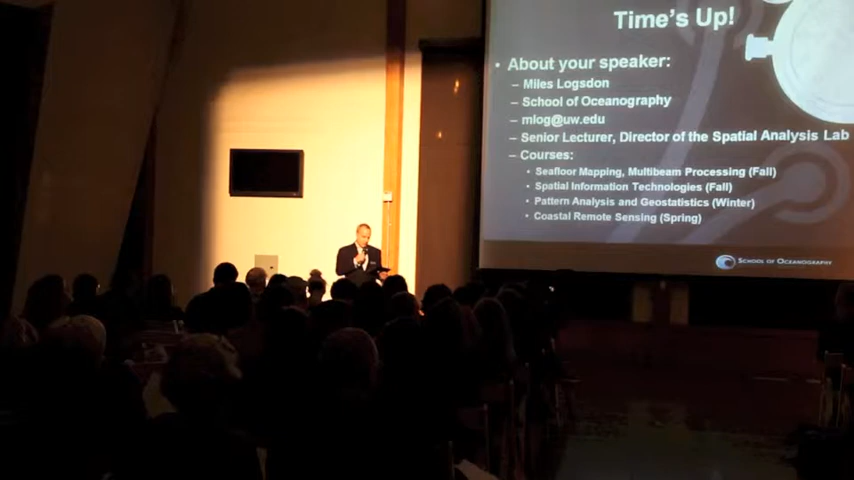 Time's Up!
• About your speaker:
– Miles Logsdon
– School of Oceanography
– mlog@uw.edu
– Senior Lecturer, Director of the Spatial Analysis Lab
– Courses:
• Seafloor Mapping, Multibeam Processing (Fall)
• Spatial Information Technologies (Fall)
• Pattern Analysis and Geostatistics (Winter)
• Coastal Remote Sensing (Spring)
School of Oceanography